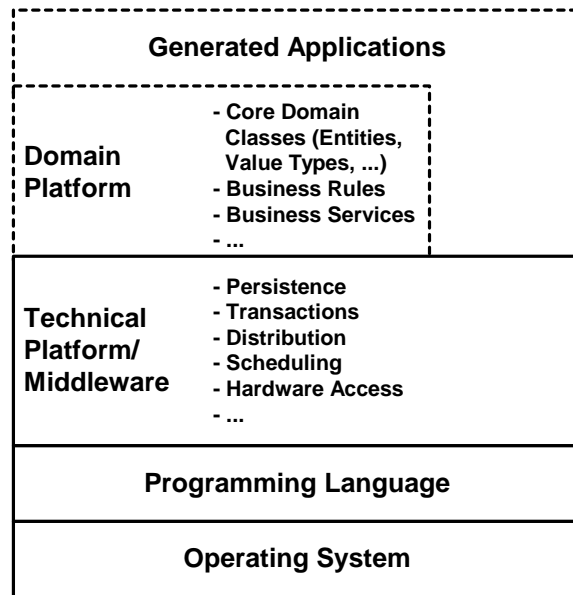 Generated Applications
Domain
Platform
- Core Domain
Classes (Entities,
Value Types, ...)
- Business Rules
- Business Services
- ...
Technical
Platform/
Middleware
- Persistence
- Transactions
- Distribution
- Scheduling
- Hardware Access
- ...
Programming Language
Operating System